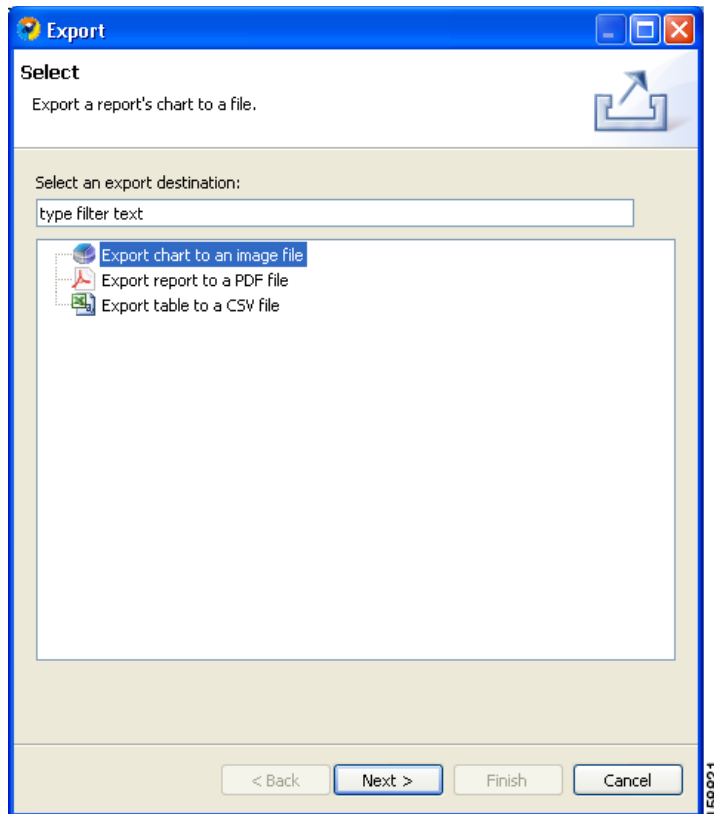 Export
Select
Export a report's chart to a file.
Select an export destination:
type filter text
Export chart to an image file
Export report to a PDF file
Export table to a CSV file
< Back Next > Finish Cancel